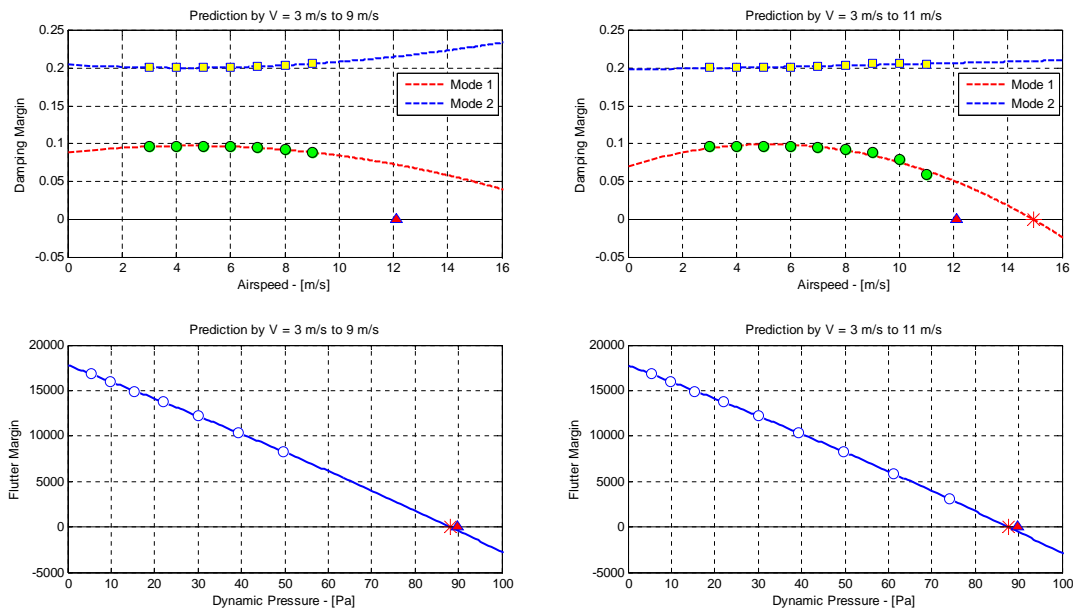 Prediction by V = 3 m/s to 9 m/s
0.25
0.2
0.15
0.1
0.05
0
-0.05
Damping Margin
Mode 1
Mode 2
0 2 4 6 8 10 12 14 16
Airspeed - [m/s]
Prediction by V = 3 m/s to 11 m/s
0.25
0.2
0.15
0.1
0.05
0
-0.05
Damping Margin
Mode 1
Mode 2
0 2 4 6 8 10 12 14 16
Airspeed - [m/s]
Prediction by V = 3 m/s to 9 m/s
20000
15000
10000
5000
0
-5000
Flutter Margin
0 10 20 30 40 50 60 70 80 90 100
Dynamic Pressure - [Pa]
Prediction by V = 3 m/s to 11 m/s
20000
15000
10000
5000
0
-5000
Flutter Margin
0 10 20 30 40 50 60 70 80 90 100
Dynamic Pressure - [Pa]